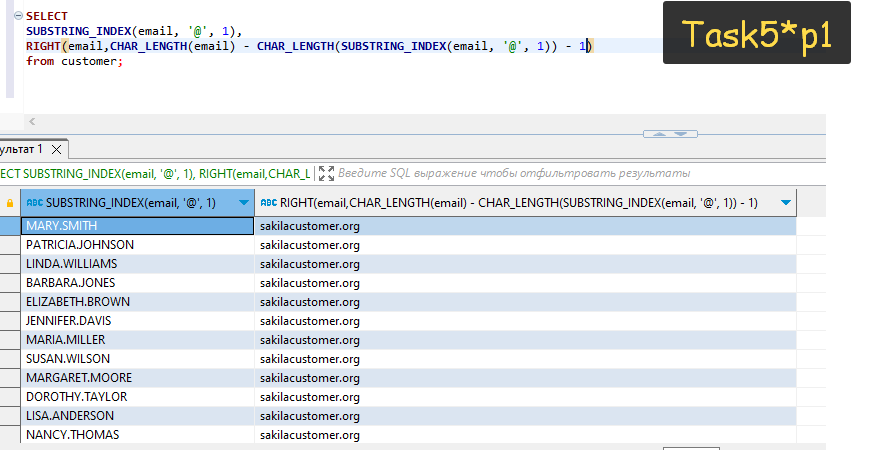 SELECT
SUBSTRING_INDEX(email, '@', 1),
RIGHT(email,CHAR_LENGTH(email) - CHAR_LENGTH(SUBSTRING_INDEX(email, '@', 1)) - 1)
from customer;
Task5*p1
ультат 1
ECT SUBSTRING_INDEX(email, '@', 1), RIGHT(email,CHAR_L Введите SQL выражение чтобы отфильтровать результаты
ABC SUBSTRING_INDEX(email, '@', 1) ABC RIGHT(email,CHAR_LENGTH(email) - CHAR_LENGTH(SUBSTRING_INDEX(email, '@', 1)) - 1)
MARY.SMITH sakilacustomer.org
PATRICIA.JOHNSON sakilacustomer.org
LINDA.WILLIAMS sakilacustomer.org
BARBARA.JONES sakilacustomer.org
ELIZABETH.BROWN sakilacustomer.org
JENNIFER.DAVIS sakilacustomer.org
MARIA.MILLER sakilacustomer.org
SUSAN.WILSON sakilacustomer.org
MARGARET.MOORE sakilacustomer.org
DOROTHY.TAYLOR sakilacustomer.org
LISA.ANDERSON sakilacustomer.org
NANCY.THOMAS sakilacustomer.org